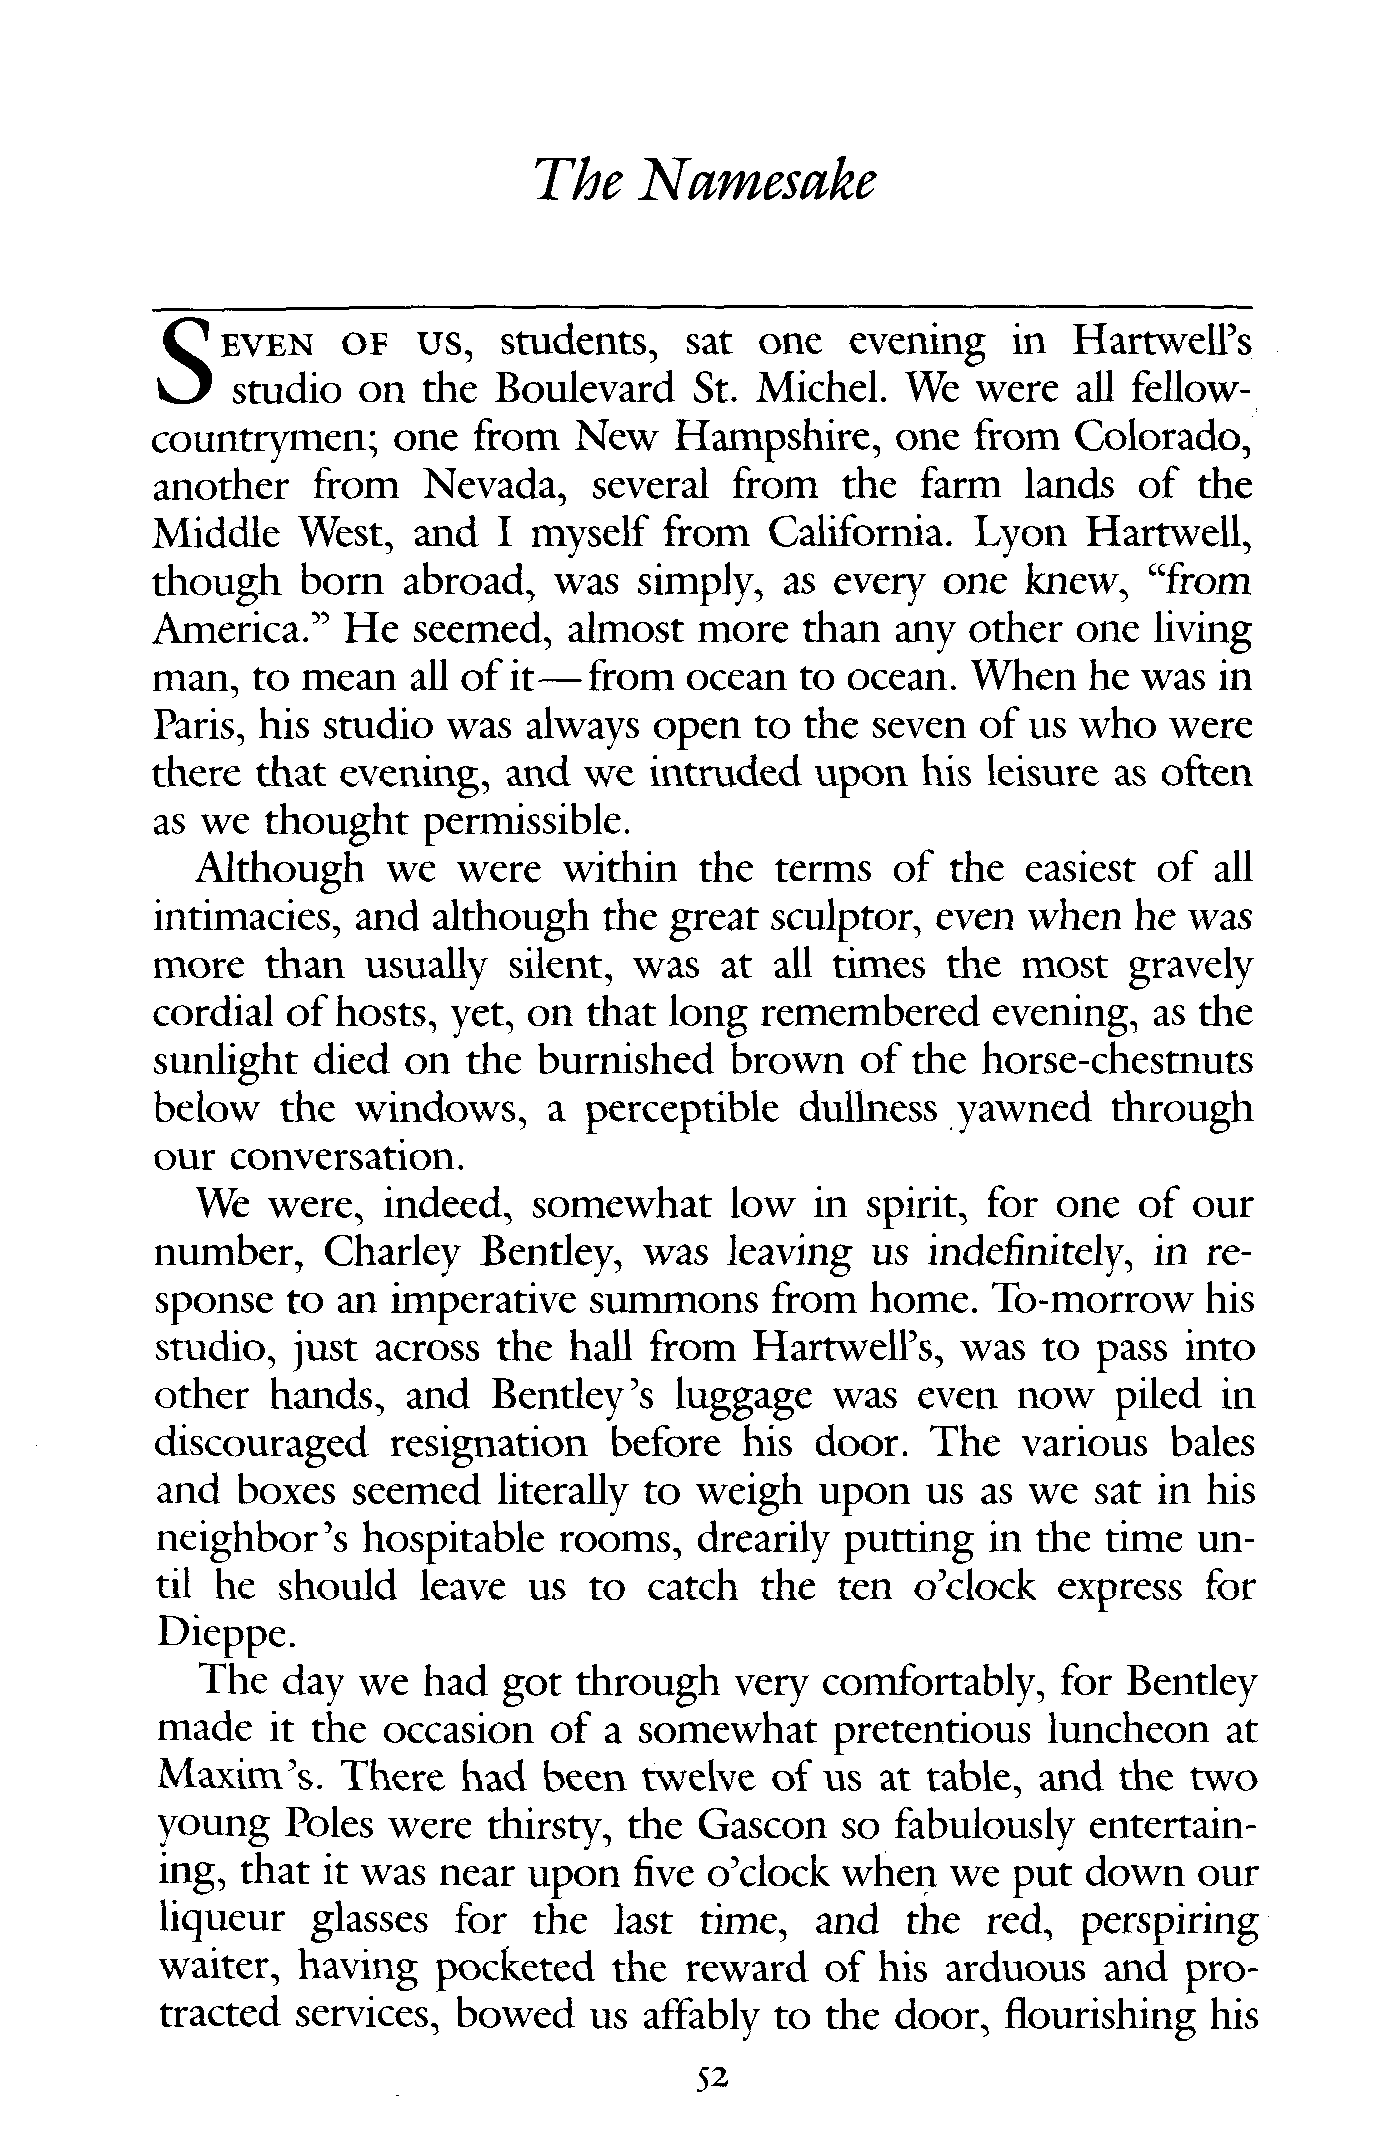 The Namesake
SEVEN OF US, students, sat one evening in Hartwell's
studio on the Boulevard St. Michel. We were all fellow-
countrymen; one from New Hampshire, one from Colorado,
another from Nevada, several from the farm lands of the
Middle West, and I myself from California. Lyon Hartwell,
though born abroad, was simply, as every one knew, “from
America.” He seemed, almost more than any other one living
man, to mean all of it—from ocean to ocean. When he was in
Paris, his studio was always open to the seven of us who were
there that evening, and we intruded upon his leisure as often
as we thought permissible.
Although we were within the terms of the easiest of all
intimacies, and although the great sculptor, even when he was
more than usually silent, was at all times the most gravely
cordial of hosts, yet, on that long remembered evening, as the
sunlight died on the burnished brown of the horse-chestnuts
below the windows, a perceptible dullness yawned through
our conversation.
We were, indeed, somewhat low in spirit, for one of our
number, Charley Bentley, was leaving us indefinitely, in re-
sponse to an imperative summons from home. To-morrow his
studio, just across the hall from Hartwell's, was to pass into
other hands, and Bentley's luggage was even now piled in
discouraged resignation before his door. The various bales
and boxes seemed literally to weigh upon us as we sat in his
neighbor's hospitable rooms, drearily putting in the time un-
til he should leave us to catch the ten o'clock express for
Dieppe.
The day we had got through very comfortably, for Bentley
made it the occasion of a somewhat pretentious luncheon at
Maxim's. There had been twelve of us at table, and the two
young Poles were thirsty, the Gascon so fabulously entertain-
ing, that it was near upon five o'clock when we put down our
liqueur glasses for the last time, and the red, perspiring
waiter, having pocketed the reward of his arduous and pro-
tracted services, bowed us affably to the door, flourishing his
52